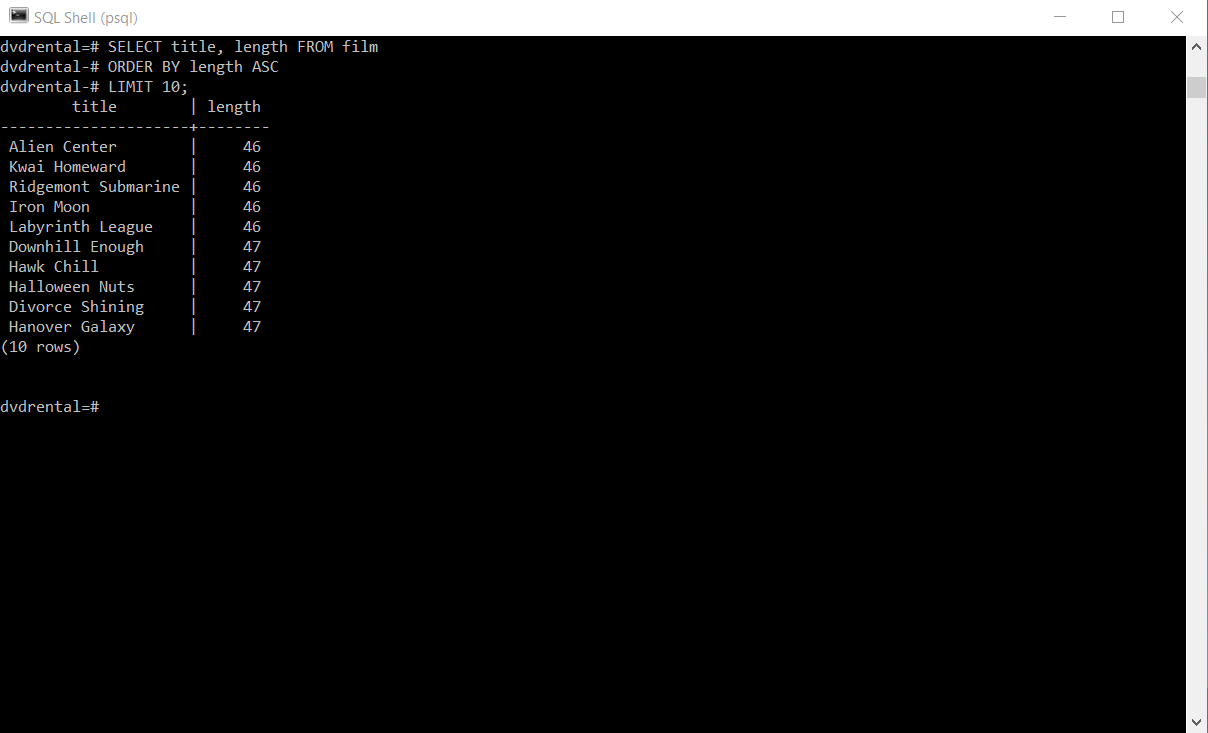 SQL Shell (psql)
dvdrental=# SELECT title, length FROM film
dvdrental-# ORDER BY length ASC
dvdrental-# LIMIT 10;
        title        | length
---------------------+--------
 Alien Center        |     46
 Kwai Homeward       |     46
 Ridgemont Submarine |     46
 Iron Moon           |     46
 Labyrinth League    |     46
 Downhill Enough     |     47
 Hawk Chill          |     47
 Halloween Nuts      |     47
 Divorce Shining     |     47
 Hanover Galaxy      |     47
(10 rows)
dvdrental=#